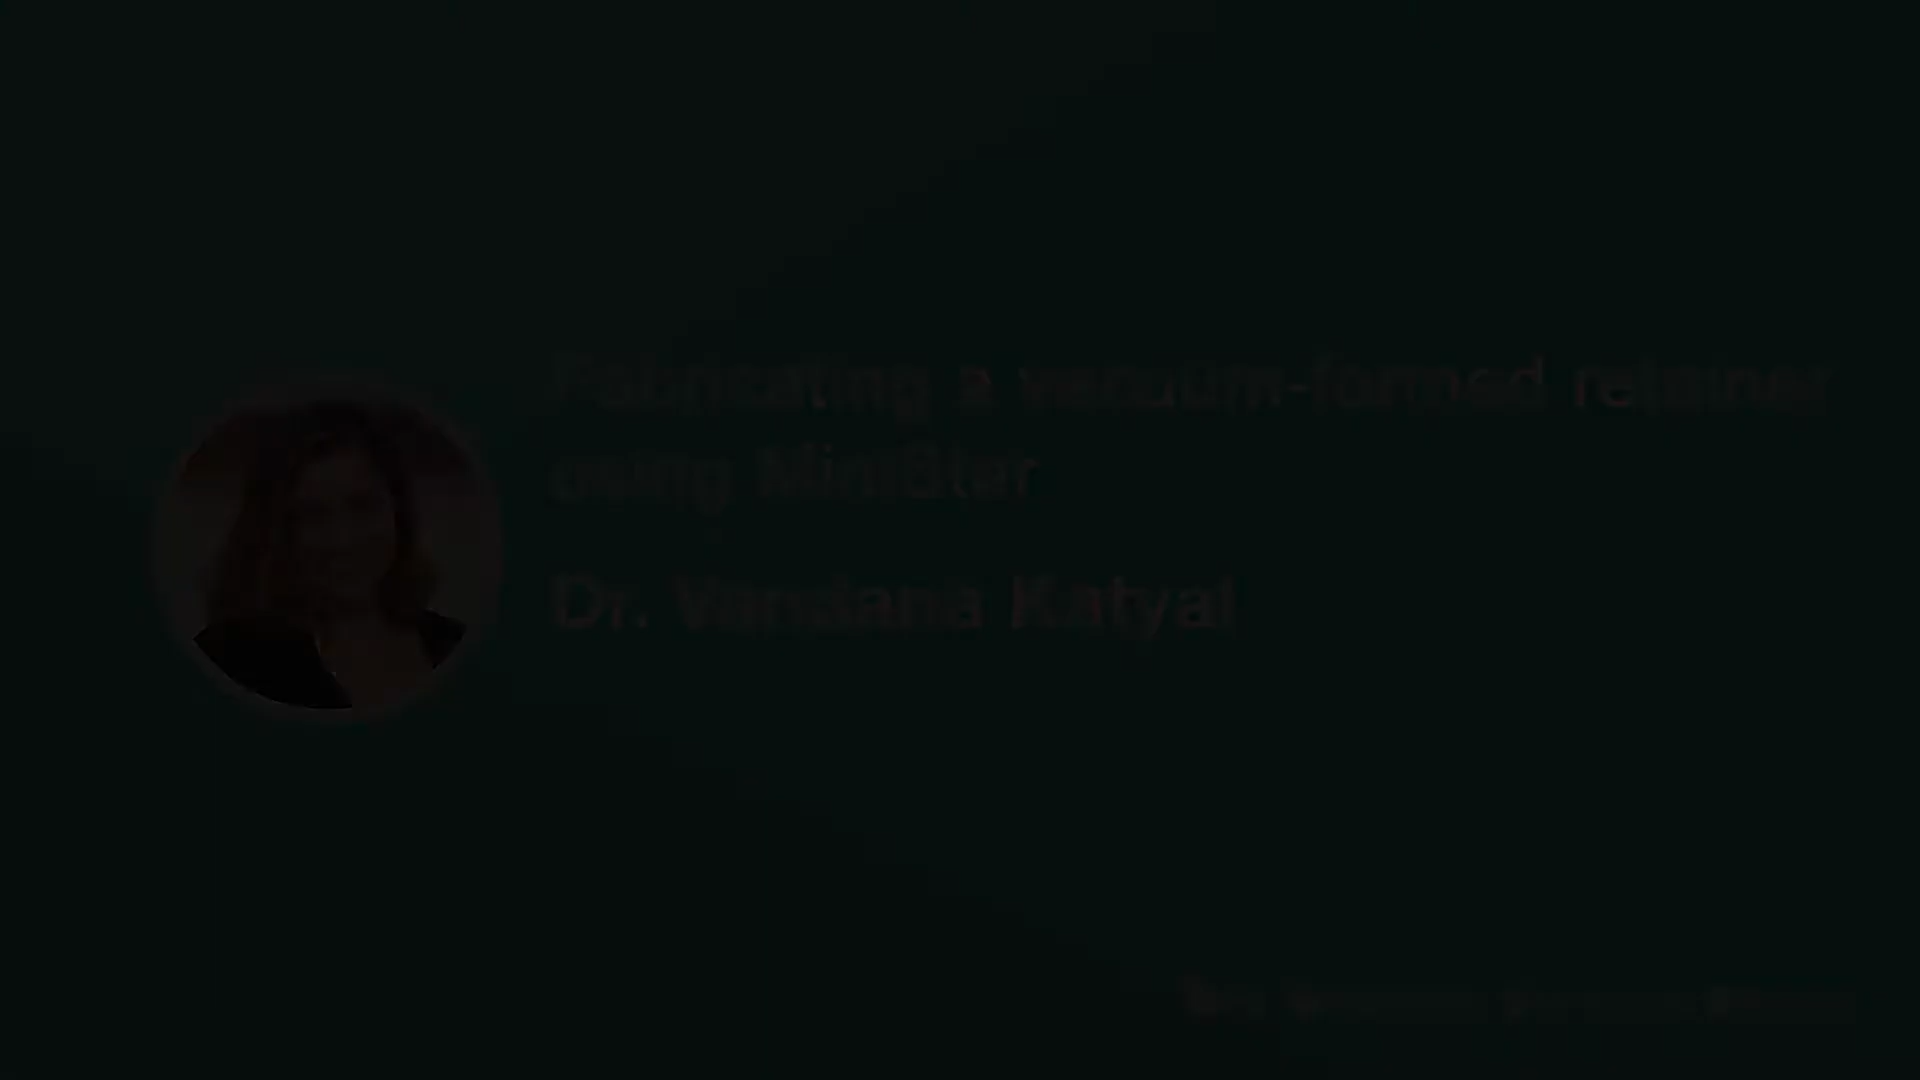 Fabricating a vacuum-formed retainer
using MiniStar
Dr. Vandana Katyal